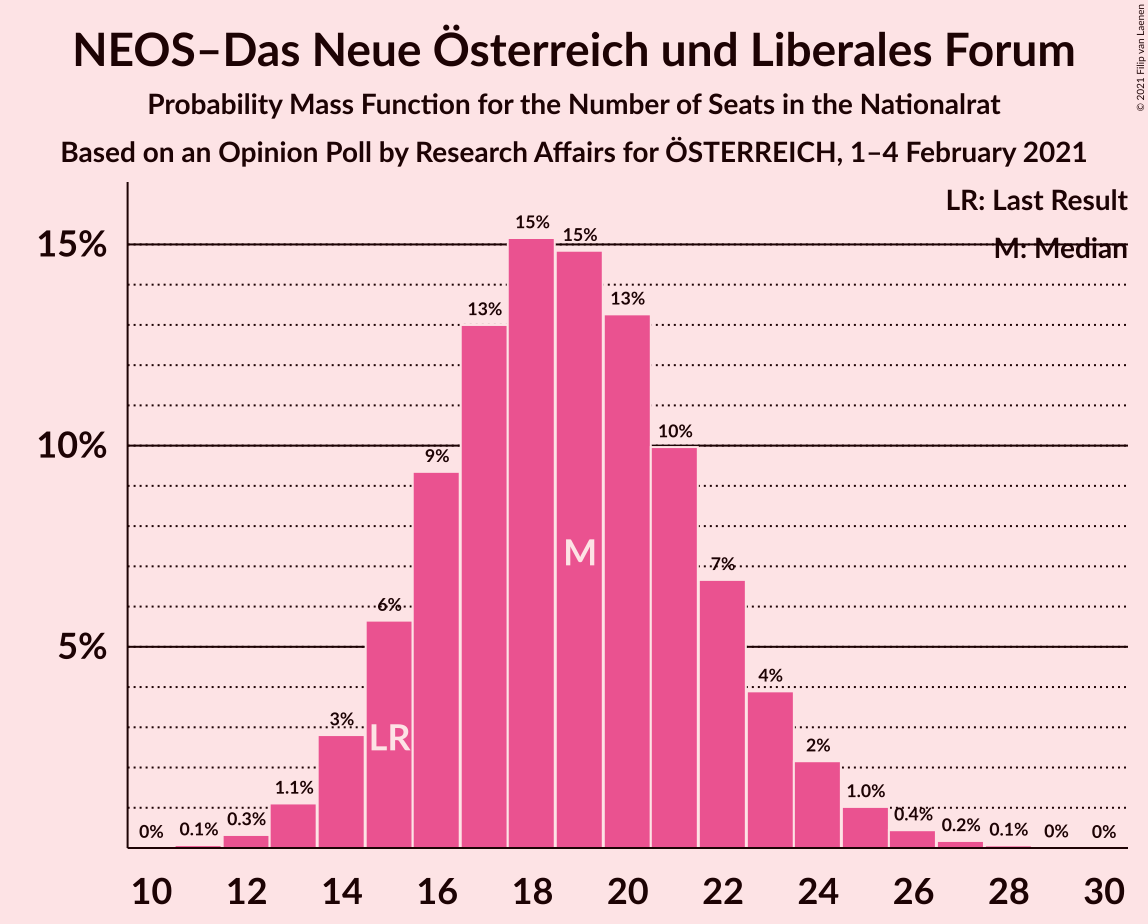 NEOS–Das Neue Österreich und Liberales Forum
Probability Mass Function for the Number of Seats in the Nationalrat
Based on an Opinion Poll by Research Affairs for ÖSTERREICH, 1–4 February 2021
© 2021 Filip van Laenen
LR: Last Result
M: Median
15%
10%
5%
0%
0.1%
0.3%
1.1%
3%
6%
9%
13%
15%
15%
13%
10%
7%
4%
2%
1.0%
0.4%
0.2%
0.1%
0%
0%
LR
M
10 12 14 16 18 20 22 24 26 28 30